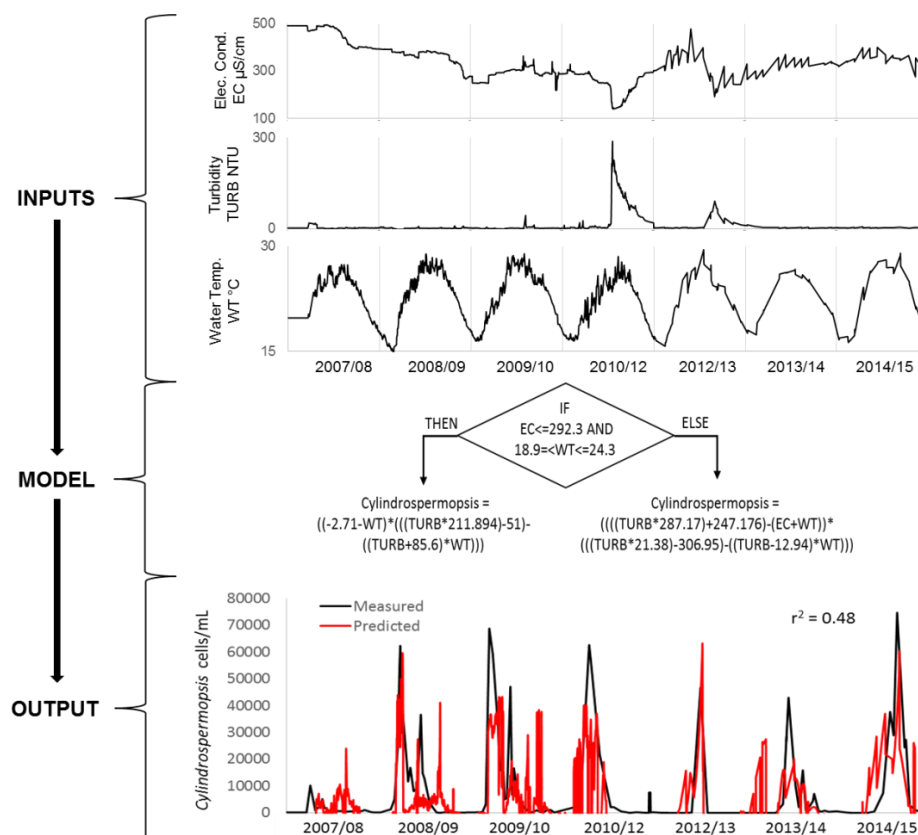 INPUTS
Elec. Cond.
EC µS/cm
500
300
100
Turbidity
TURB NTU
300
0
Water Temp.
WT °C
30
15
2007/08 2008/09 2009/10 2010/12 2012/13 2013/14 2014/15
MODEL
THEN
IF
EC<=292.3 AND
18.9=<WT<=24.3
ELSE
Cylindrospermopsis =
((-2.71-WT)*(((TURB*211.894)-51)-
((TURB+85.6)*WT)))
Cylindrospermopsis =
((((TURB*287.17)+247.176)-(EC+WT))*
(((TURB*21.38)-306.95)-((TURB-12.94)*WT)))
OUTPUT
Cylindrospermopsis cells/mL
80000
70000
60000
50000
40000
30000
20000
10000
0
Measured
Predicted
r² = 0.48
2007/08 2008/09 2009/10 2010/12 2012/13 2013/14 2014/15